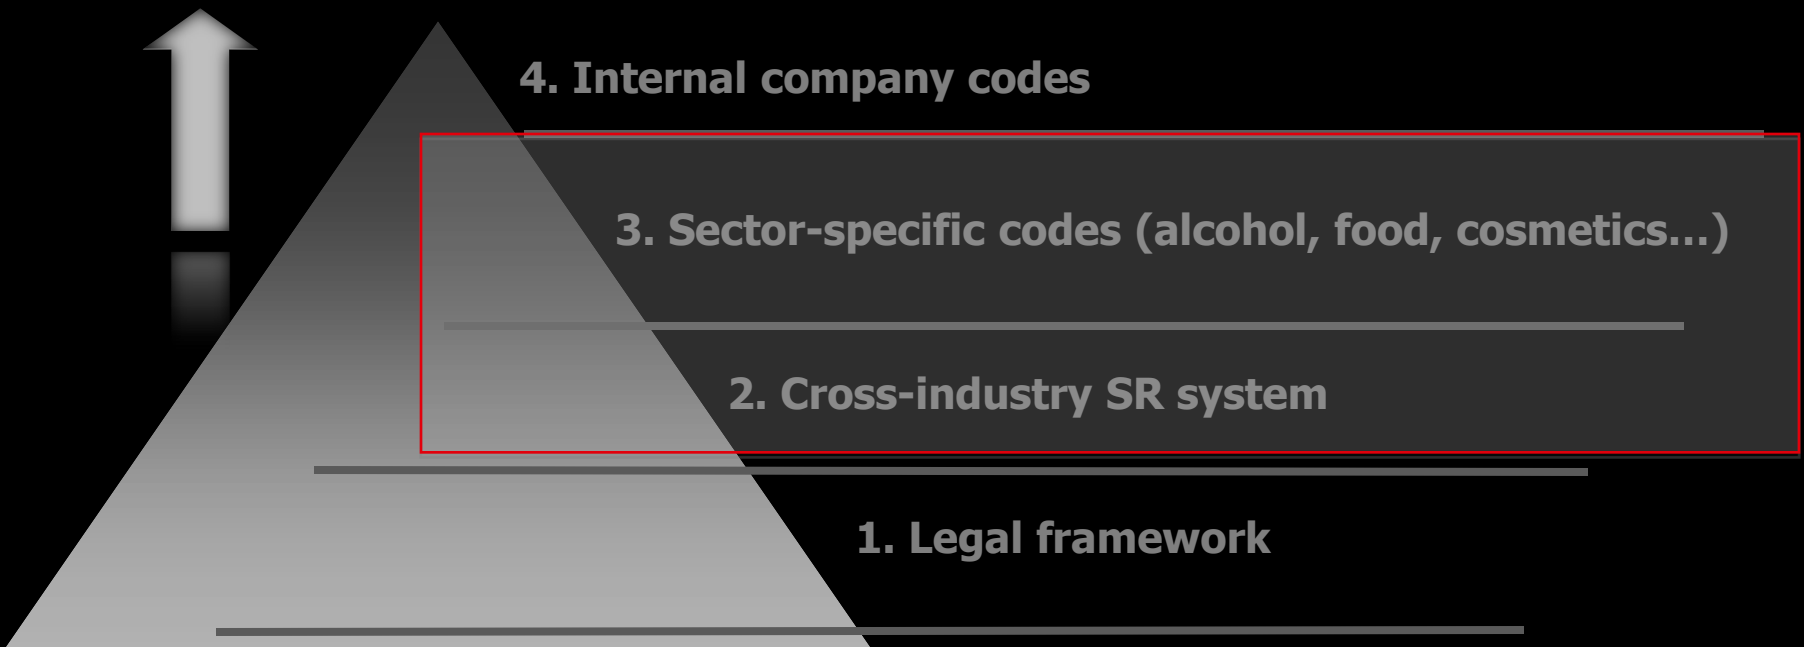 4. Internal company codes
3. Sector-specific codes (alcohol, food, cosmetics...)
2. Cross-industry SR system
1. Legal framework